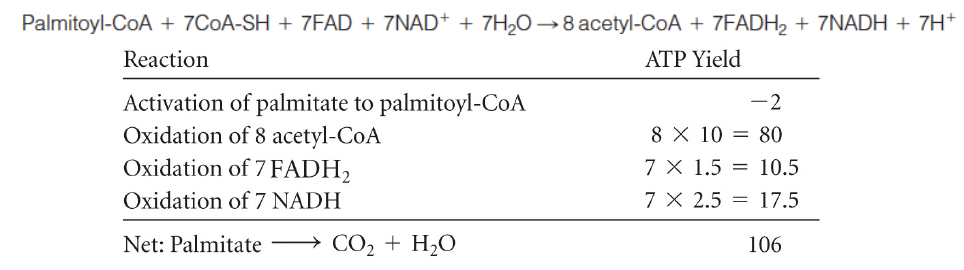 Palmitoyl-CoA + 7CoA-SH + 7FAD + 7NAD⁺ + 7H₂O → 8 acetyl-CoA + 7FADH₂ + 7NADH + 7H⁺
Reaction ATP Yield
Activation of palmitate to palmitoyl-CoA −2
Oxidation of 8 acetyl-CoA 8 × 10 = 80
Oxidation of 7 FADH₂ 7 × 1.5 = 10.5
Oxidation of 7 NADH 7 × 2.5 = 17.5
Net: Palmitate ⟶ CO₂ + H₂O 106